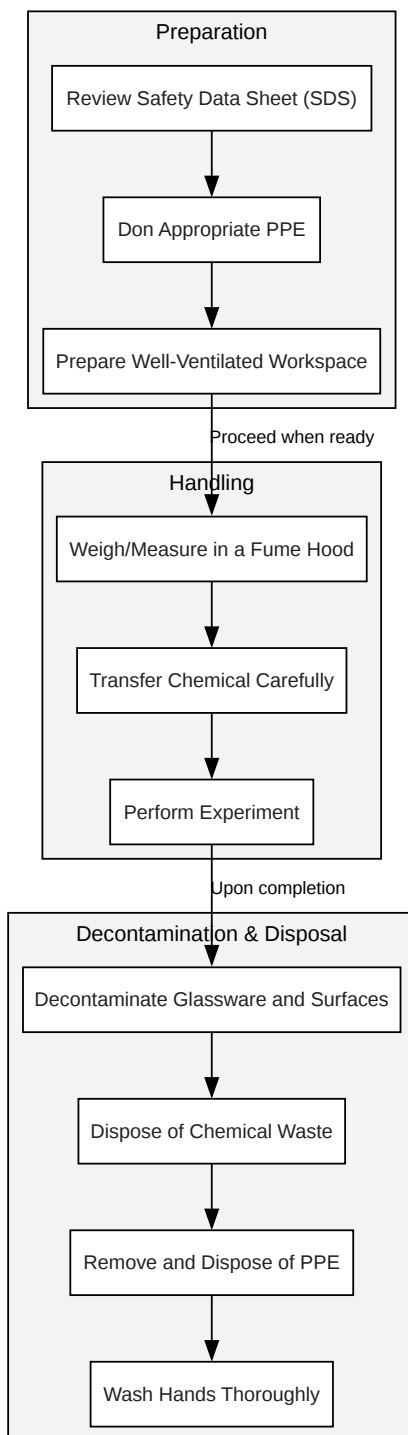 Preparation
Review Safety Data Sheet (SDS)
Don Appropriate PPE
Prepare Well-Ventilated Workspace
Proceed when ready
Handling
Weigh/Measure in a Fume Hood
Transfer Chemical Carefully
Perform Experiment
Upon completion
Decontamination & Disposal
Decontaminate Glassware and Surfaces
Dispose of Chemical Waste
Remove and Dispose of PPE
Wash Hands Thoroughly